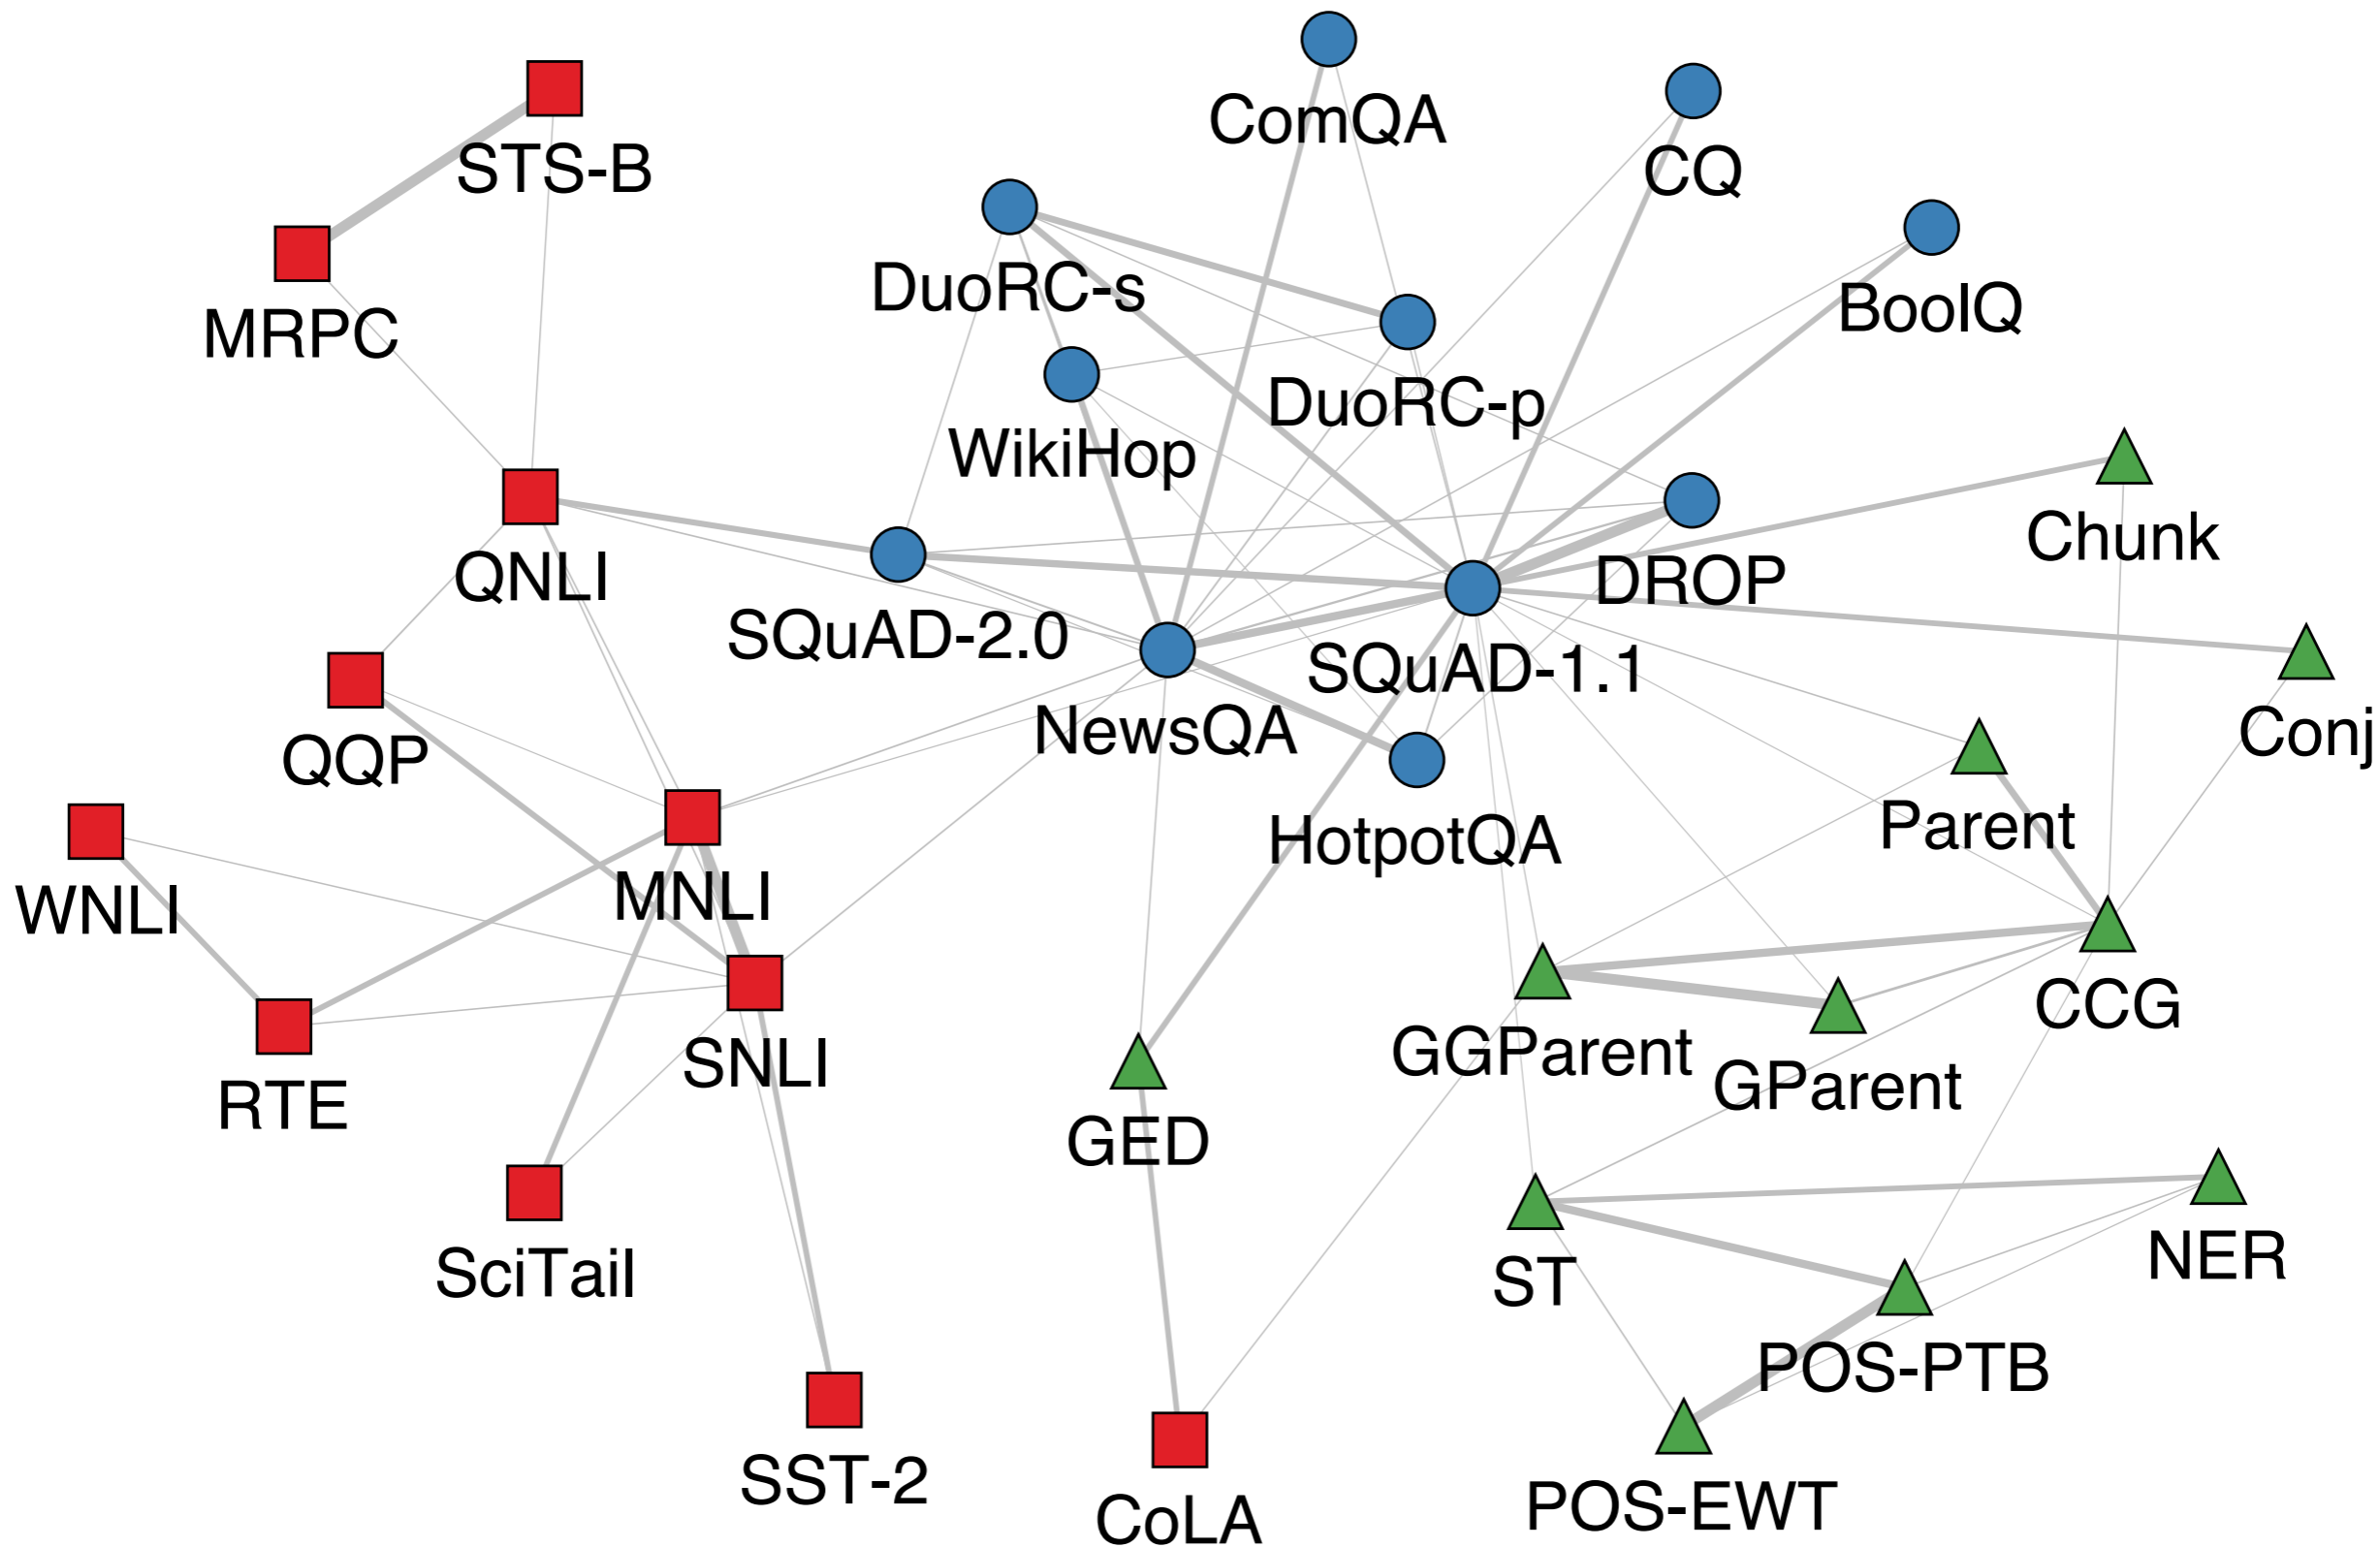 ComQA
STS-B
CQ
DuoRC-s
BoolQ
MRPC
DuoRC-p
WikiHop
Chunk
QNLI
DROP
SQuAD-2.0
SQuAD-1.1
NewsQA
Conj
QQP
Parent
HotpotQA
MNLI
WNLI
CCG
GGParent
SNLI
GParent
RTE
GED
NER
SciTail
ST
POS-PTB
SST-2
POS-EWT
CoLA